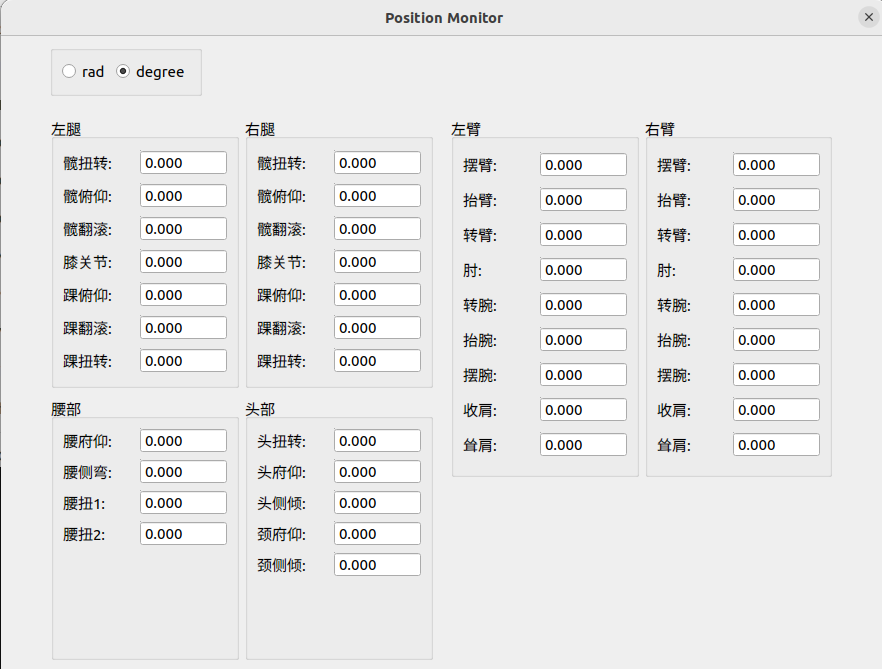 Position Monitor
rad degree
左腿
髋扭转: 0.000
髋俯仰: 0.000
髋翻滚: 0.000
膝关节: 0.000
踝俯仰: 0.000
踝翻滚: 0.000
踝扭转: 0.000
右腿
髋扭转: 0.000
髋俯仰: 0.000
髋翻滚: 0.000
膝关节: 0.000
踝俯仰: 0.000
踝翻滚: 0.000
踝扭转: 0.000
腰部
腰府仰: 0.000
腰侧弯: 0.000
腰扭1: 0.000
腰扭2: 0.000
头部
头扭转: 0.000
头府仰: 0.000
头侧倾: 0.000
颈府仰: 0.000
颈侧倾: 0.000
左臂
摆臂: 0.000
抬臂: 0.000
转臂: 0.000
肘: 0.000
转腕: 0.000
抬腕: 0.000
摆腕: 0.000
收肩: 0.000
耸肩: 0.000
右臂
摆臂: 0.000
抬臂: 0.000
转臂: 0.000
肘: 0.000
转腕: 0.000
抬腕: 0.000
摆腕: 0.000
收肩: 0.000
耸肩: 0.000